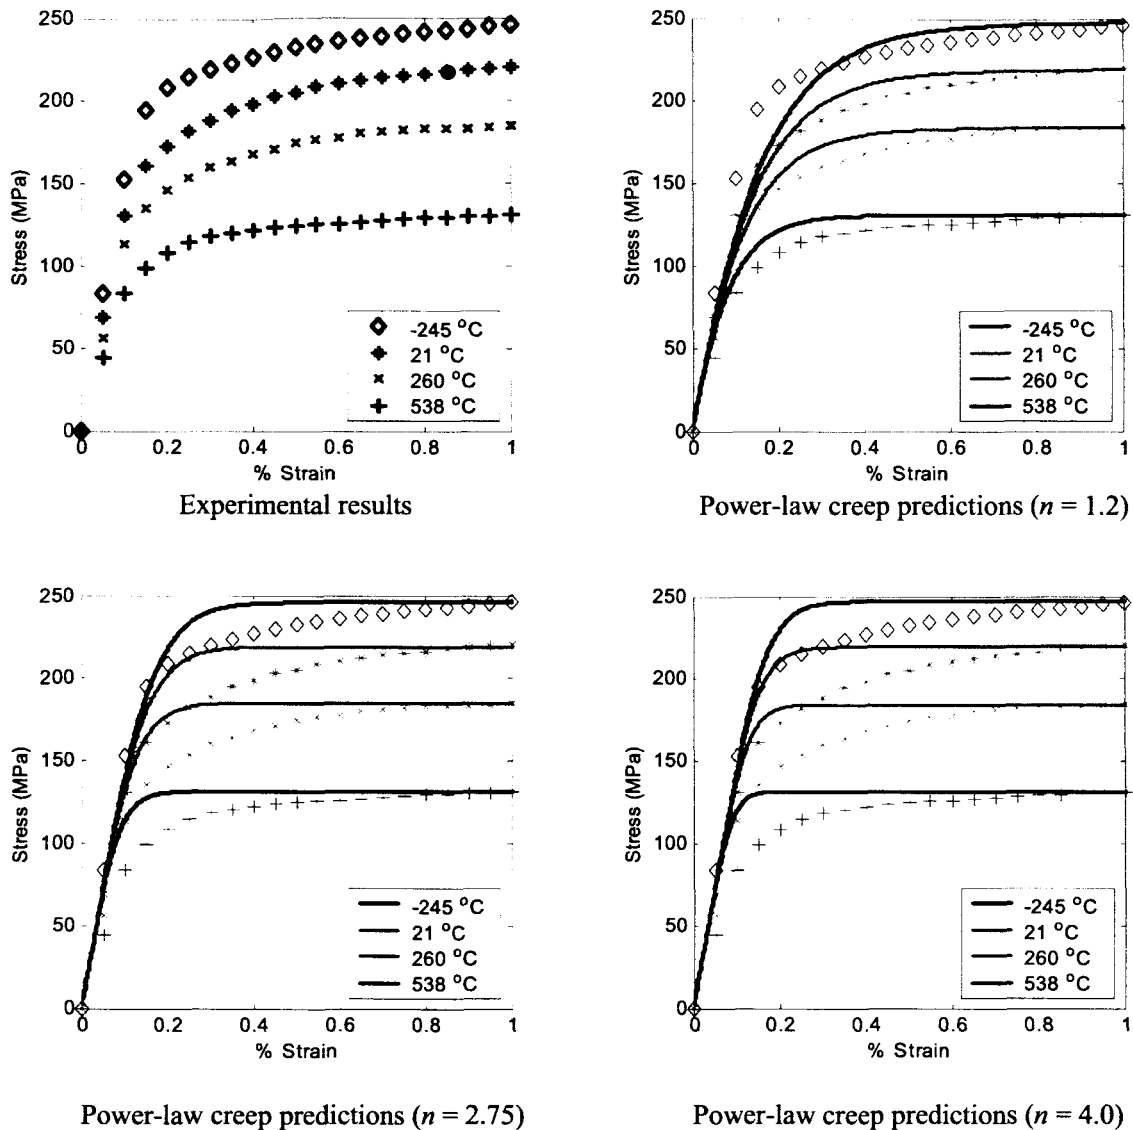 250
200
150
100
50
0
Stress (MPa)
-245 °C
21 °C
260 °C
538 °C
0 0.2 0.4 0.6 0.8 1
% Strain
Experimental results
250
200
150
100
50
0
Stress (MPa)
-245 °C
21 °C
260 °C
538 °C
0 0.2 0.4 0.6 0.8 1
% Strain
Power-law creep predictions (n = 1.2)
250
200
150
100
50
0
Stress (MPa)
-245 °C
21 °C
260 °C
538 °C
0 0.2 0.4 0.6 0.8 1
% Strain
Power-law creep predictions (n = 2.75)
250
200
150
100
50
0
Stress (MPa)
-245 °C
21 °C
260 °C
538 °C
0 0.2 0.4 0.6 0.8 1
% Strain
Power-law creep predictions (n = 4.0)